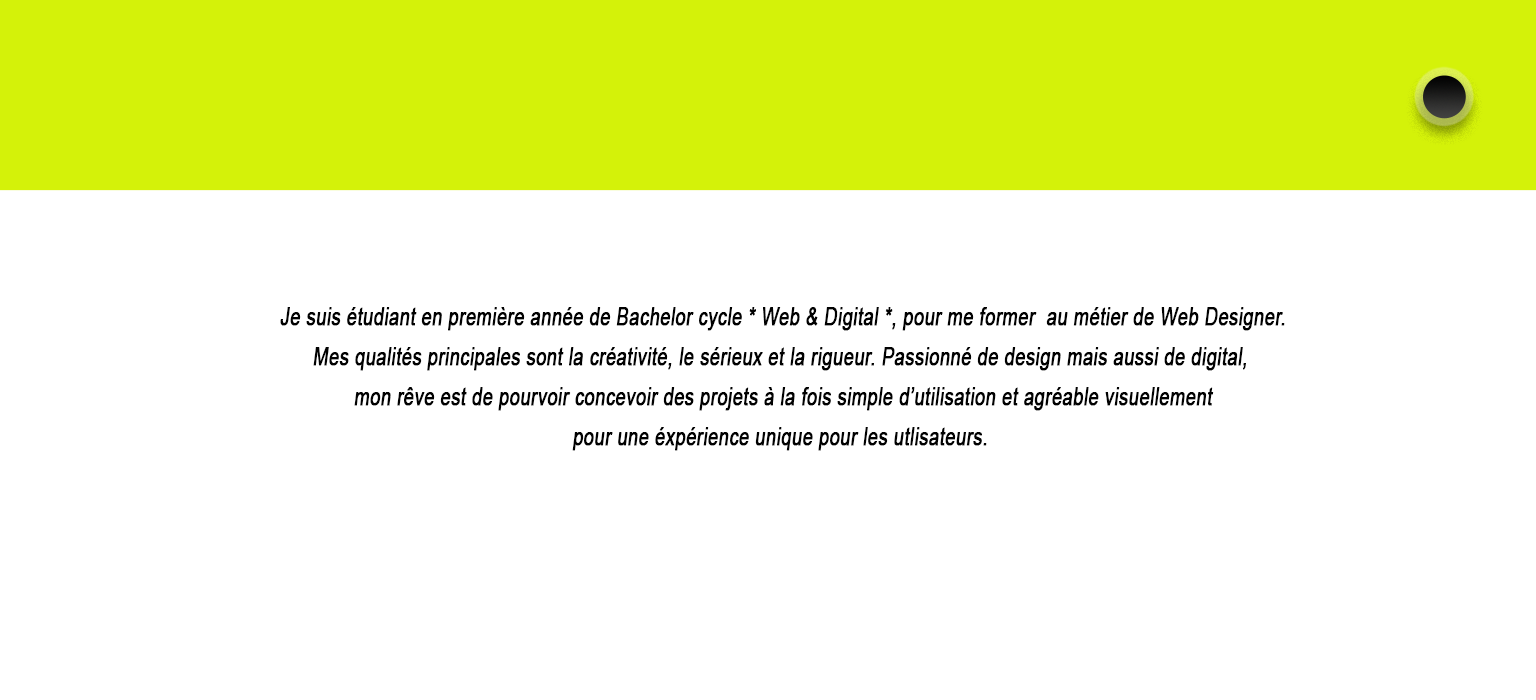 Je suis étudiant en première année de Bachelor cycle * Web & Digital *, pour me former  au métier de Web Designer.
Mes qualités principales sont la créativité, le sérieux et la rigueur. Passionné de design mais aussi de digital,
mon rêve est de pourvoir concevoir des projets à la fois simple d’utilisation et agréable visuellement
pour une éxpérience unique pour les utlisateurs.